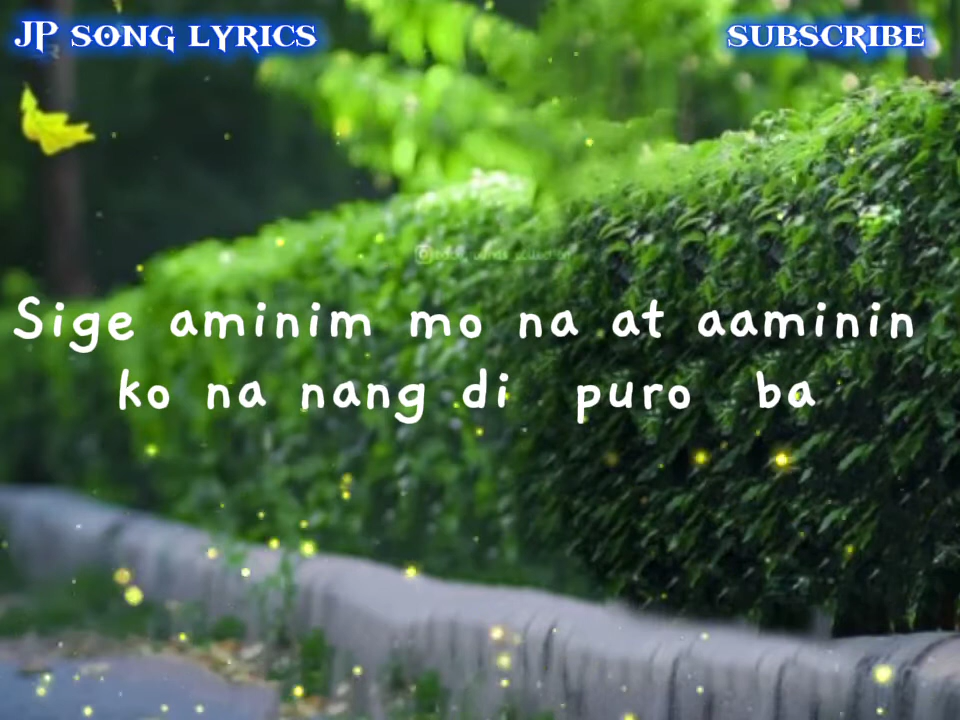 JP SONG LYRICS
SUBSCRIBE
Sige aminim mo na at aaminin
ko na nang di puro ba